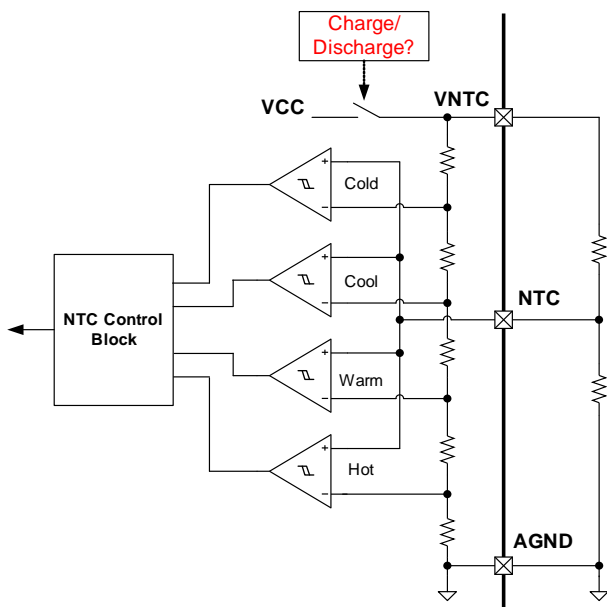 Charge/
Discharge?
VCC
VNTC
+
Cold
−
+
Cool
−
NTC
NTC Control
Block
+
Warm
−
+
Hot
−
AGND